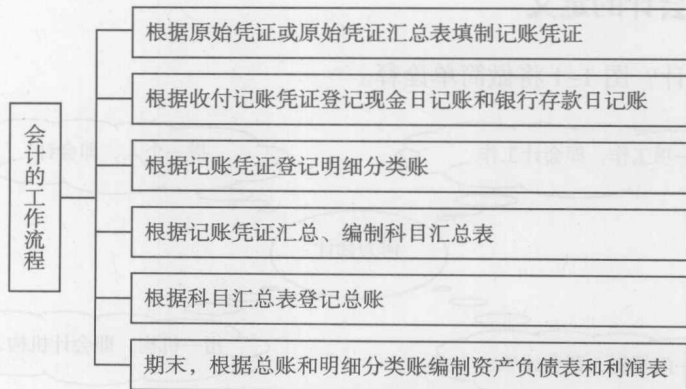 会计的工作流程
根据原始凭证或原始凭证汇总表填制记账凭证
根据收付记账凭证登记现金日记账和银行存款日记账
根据记账凭证登记明细分类账
根据记账凭证汇总、编制科目汇总表
根据科目汇总表登记总账
期末，根据总账和明细分类账编制资产负债表和利润表